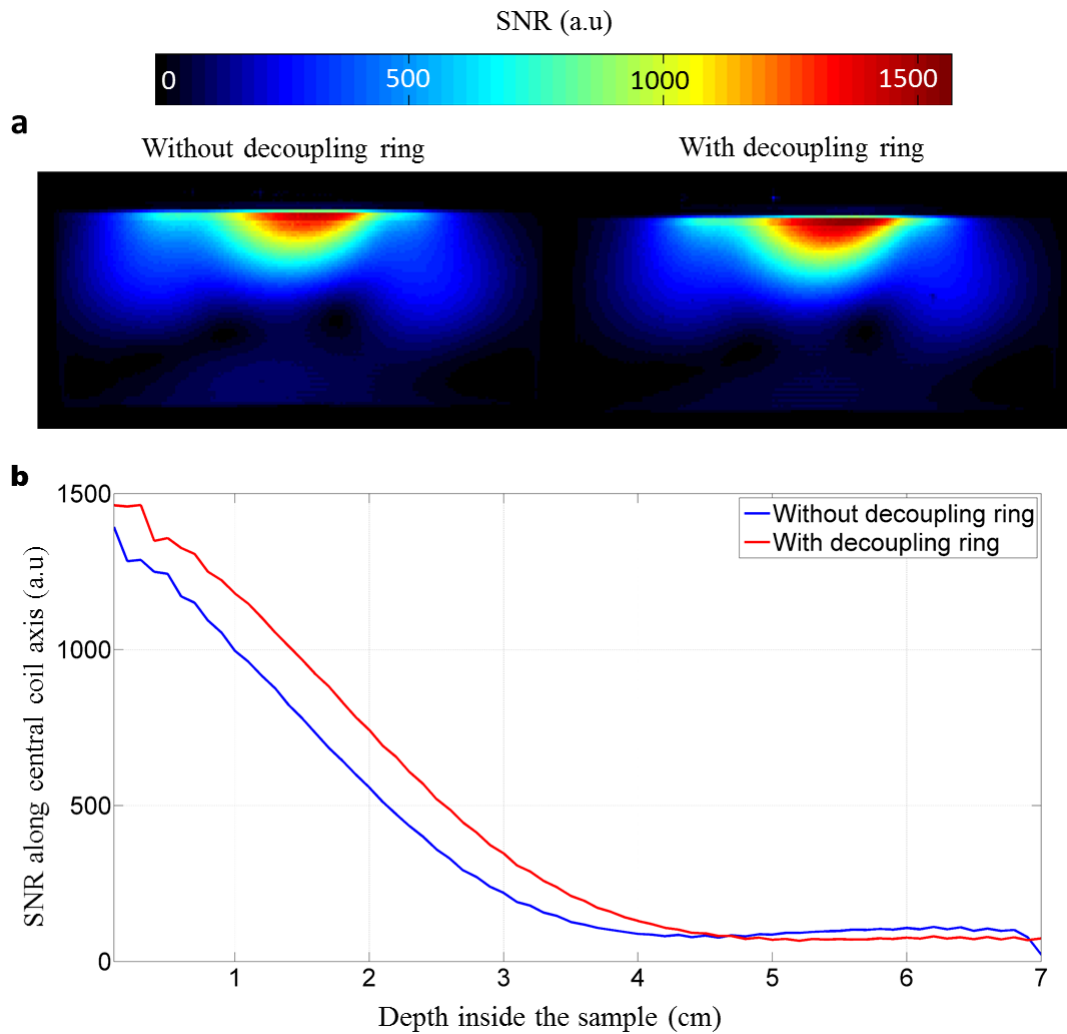 SNR (a.u)
0 500 1000 1500
a
Without decoupling ring With decoupling ring
b
1500
1000
500
0
SNR along central coil axis (a.u)
Without decoupling ring
With decoupling ring
1 2 3 4 5 6 7
Depth inside the sample (cm)